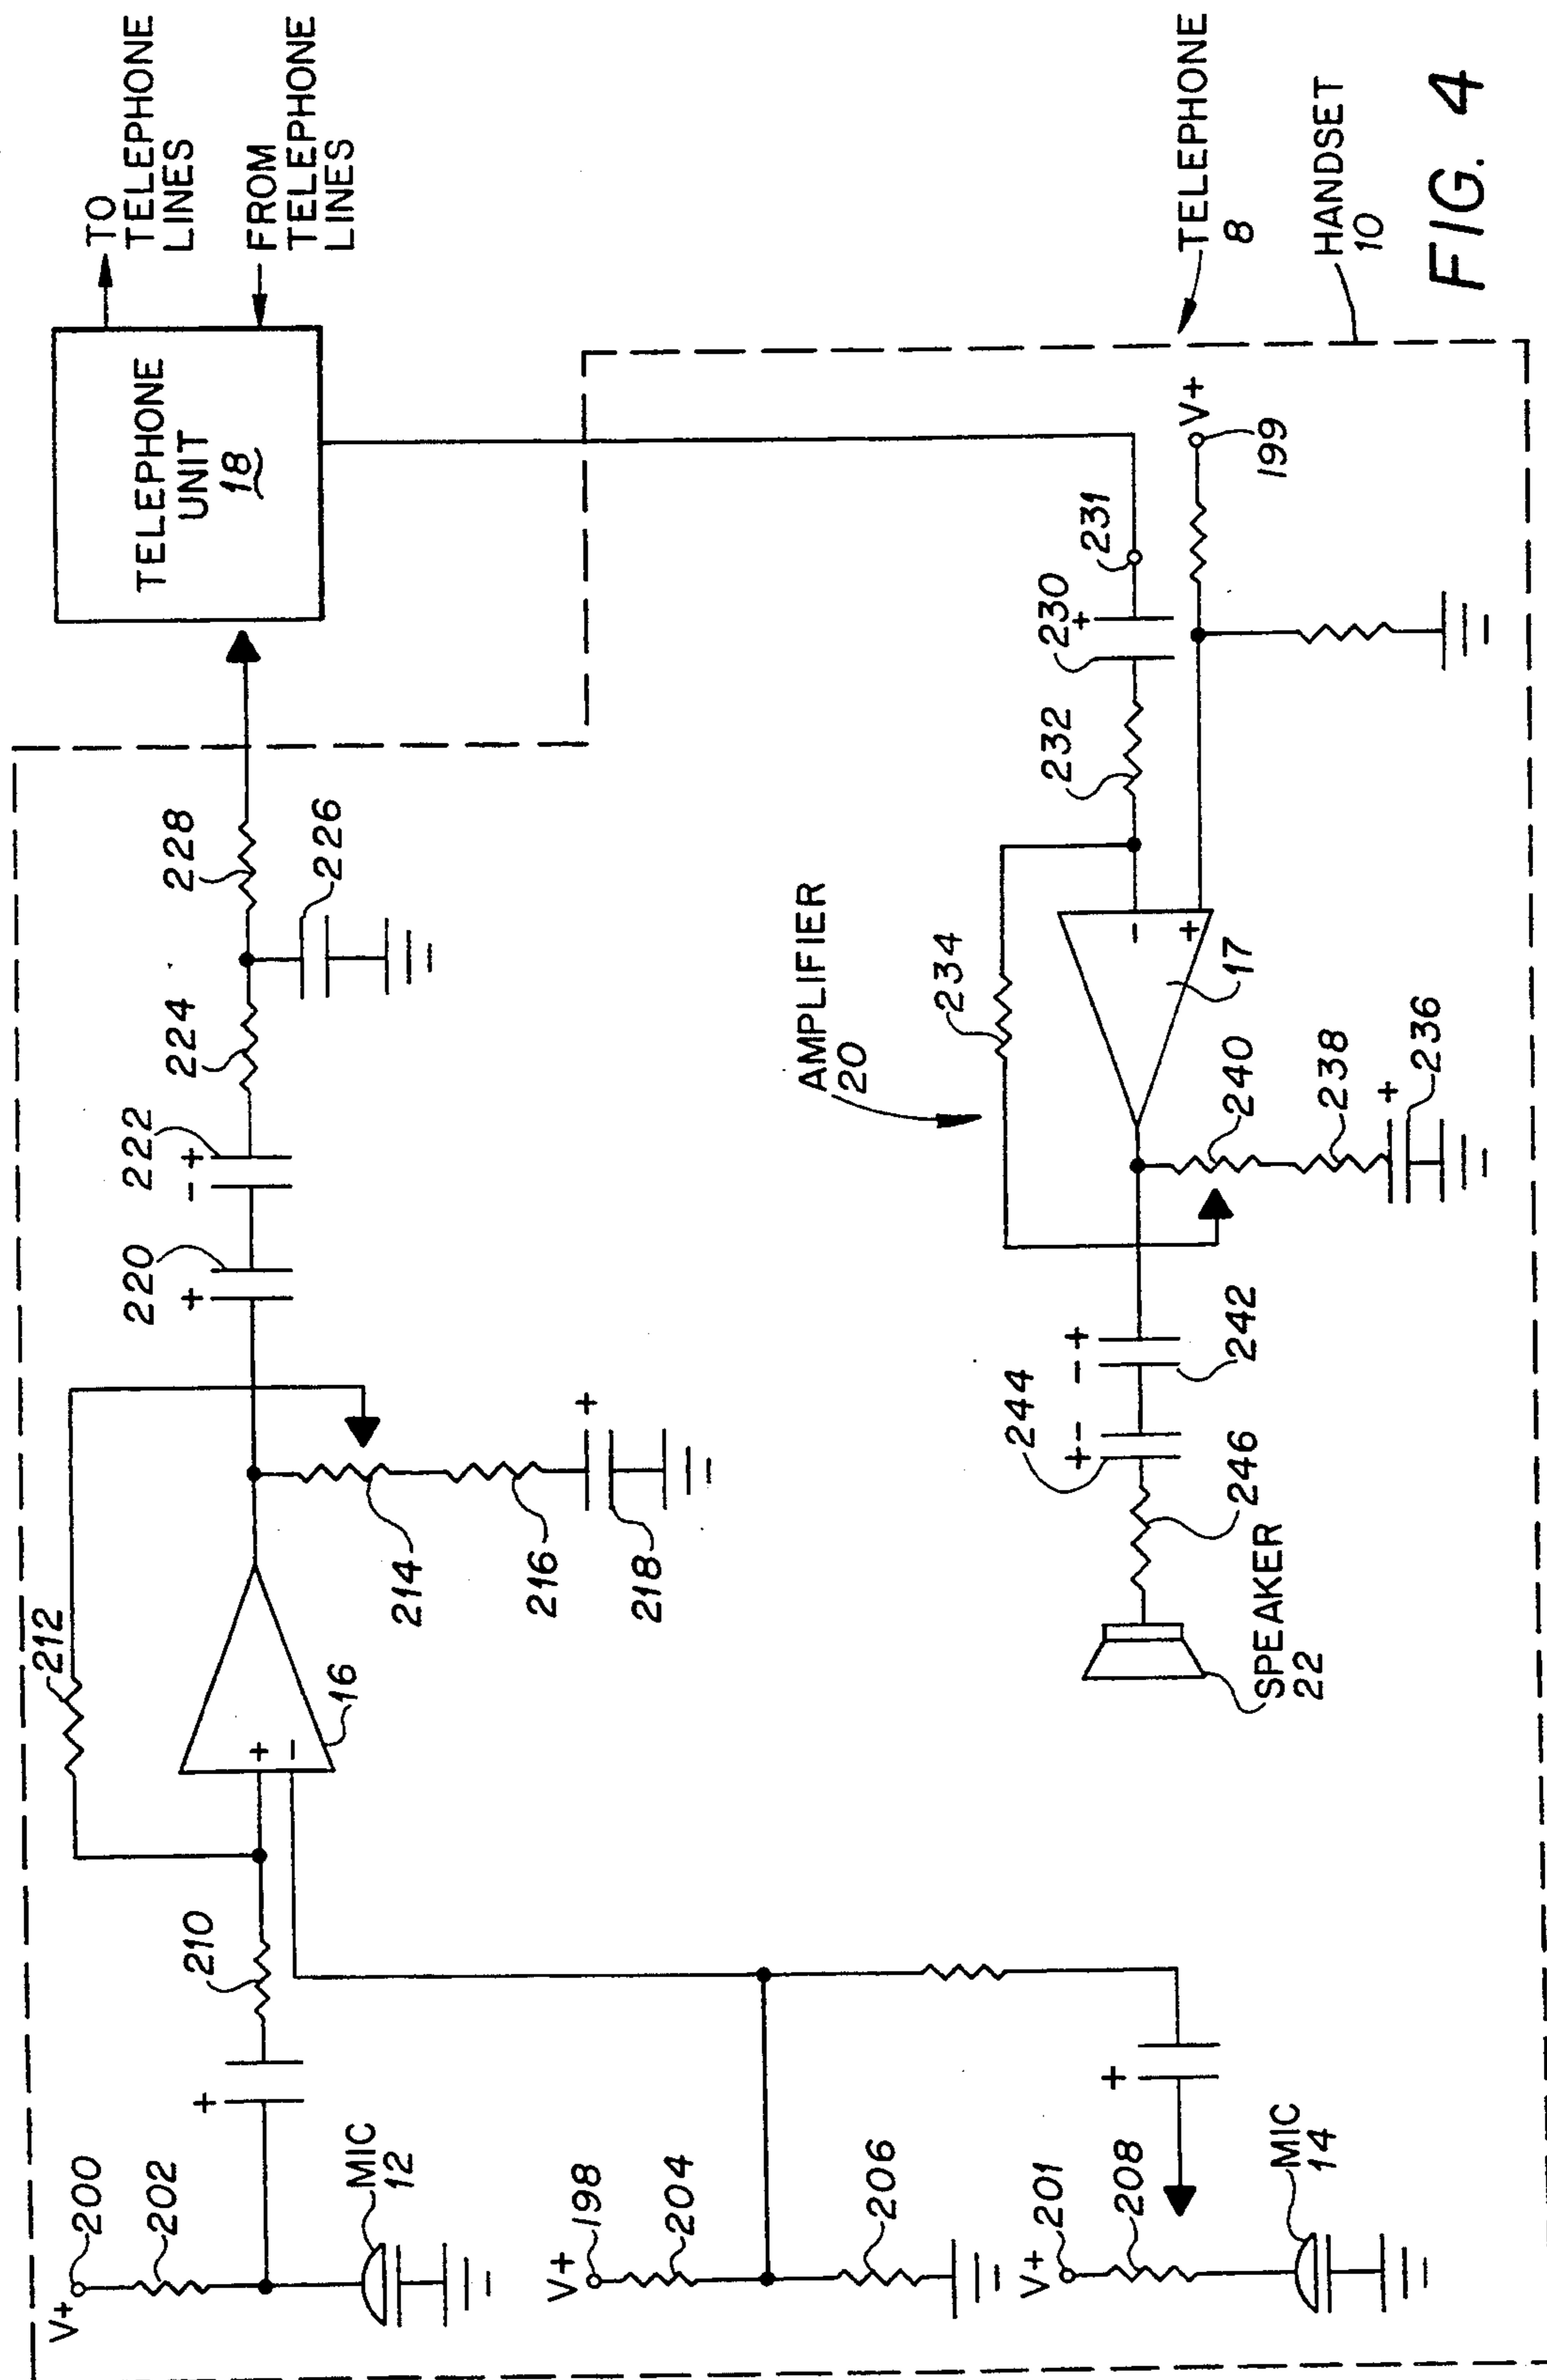 TO
TELEPHONE
LINES
FROM
TELEPHONE
LINES
TELEPHONE
UNIT
18
TELEPHONE
8
HANDSET
10
FIG. 4
V+
200
202
MIC
12
+
210
212
+
−
16
214
216
218
+
220
+
222
− +
224
226
228
V+
198
204
206
V+
201
208
MIC
14
+
AMPLIFIER
20
234
232
230
+
231
V+
199
−
+
17
240
238
236
+
242
− +
244
+ −
246
SPEAKER
22